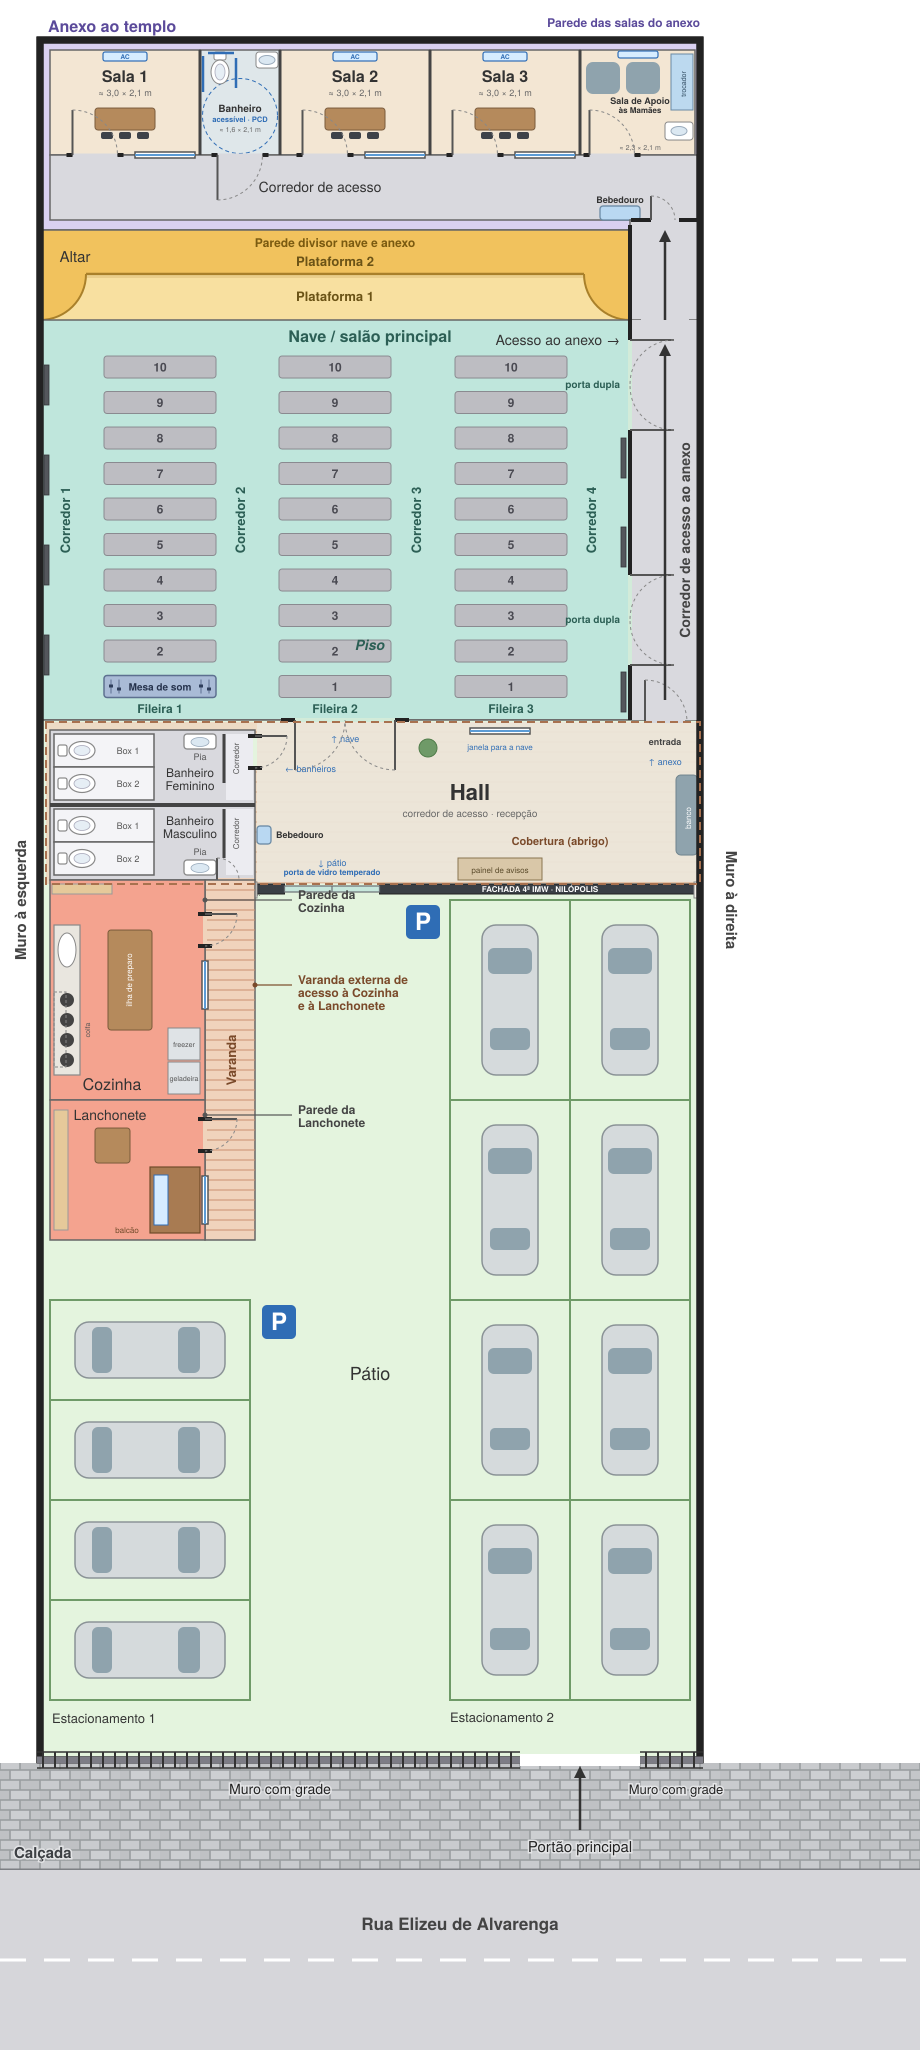 Anexo ao templo
Parede das salas do anexo
AC
AC
AC
Sala 1
≈ 3,0 × 2,1 m
Banheiro
acessível · PCD
≈ 1,6 × 2,1 m
Sala 2
≈ 3,0 × 2,1 m
Sala 3
≈ 3,0 × 2,1 m
trocador
Sala de Apoio
às Mamães
≈ 2,3 × 2,1 m
Corredor de acesso
Bebedouro
Altar
Parede divisor nave e anexo
Plataforma 2
Plataforma 1
Nave / salão principal
Acesso ao anexo →
10
10
10
porta dupla
9
9
9
8
8
8
7
7
7
6
6
6
5
5
5
4
4
4
3
3
3
porta dupla
2
2
Piso
2
Mesa de som
1
1
Corredor 1
Corredor 2
Corredor 3
Corredor 4
Corredor de acesso ao anexo
Fileira 1
Fileira 2
Fileira 3
Box 1
Pia
Box 2
Banheiro
Feminino
Corredor
Box 1
Banheiro
Masculino
Box 2
Pia
Corredor
↑ nave
← banheiros
janela para a nave
entrada
↑ anexo
Hall
corredor de acesso · recepção
banco
Bebedouro
Cobertura (abrigo)
↓ pátio
porta de vidro temperado
painel de avisos
FACHADA 4ª IMW · NILÓPOLIS
Muro à esquerda
Muro à direita
Parede da
Cozinha
P
ilha de preparo
Varanda externa de
acesso à Cozinha
e à Lanchonete
coifa
freezer
geladeira
Cozinha
Varanda
Lanchonete
Parede da
Lanchonete
balcão
P
Pátio
Estacionamento 1
Estacionamento 2
Muro com grade
Muro com grade
Portão principal
Calçada
Rua Elizeu de Alvarenga